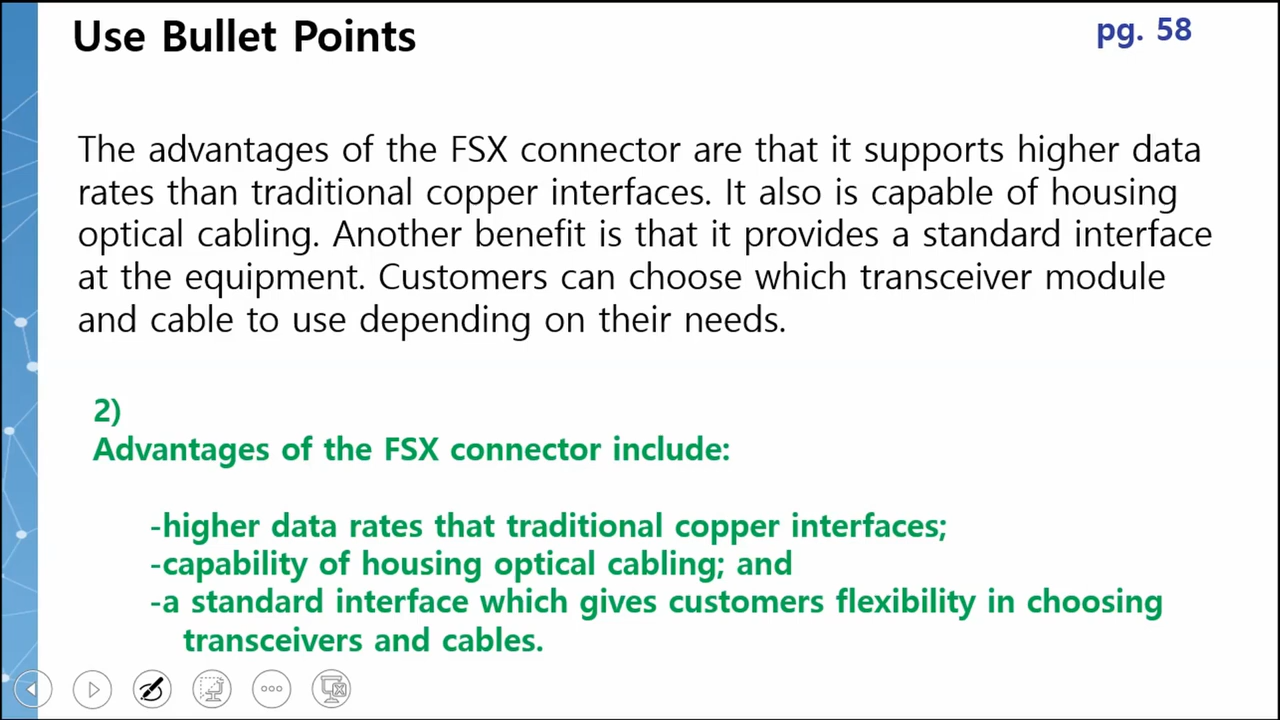 Use Bullet Points
pg. 58
The advantages of the FSX connector are that it supports higher data
rates than traditional copper interfaces. It also is capable of housing
optical cabling. Another benefit is that it provides a standard interface
at the equipment. Customers can choose which transceiver module
and cable to use depending on their needs.
2)
Advantages of the FSX connector include:
-higher data rates that traditional copper interfaces;
-capability of housing optical cabling; and
-a standard interface which gives customers flexibility in choosing
transceivers and cables.